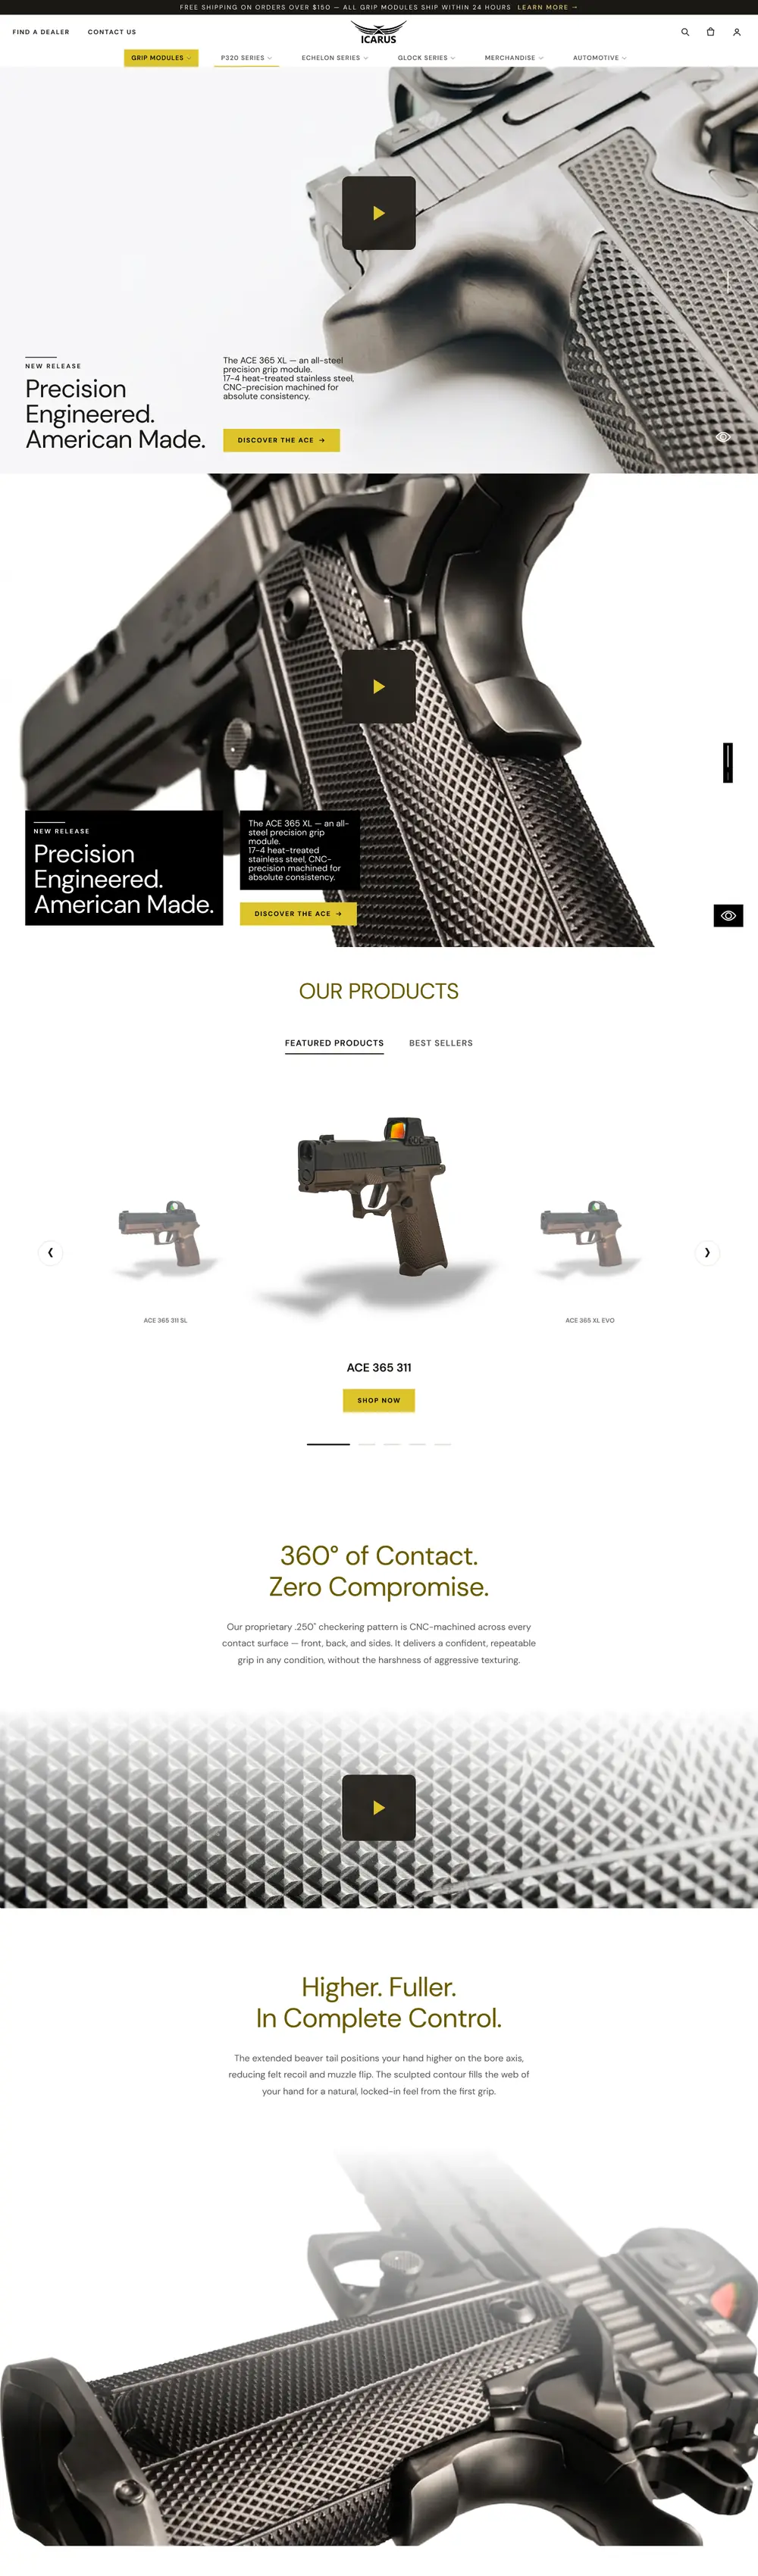 FREE SHIPPING ON ORDERS OVER $150 — ALL GRIP MODULES SHIP WITHIN 24 HOURS LEARN MORE →
FIND A DEALER
CONTACT US
ICARUS
GRIP MODULES
P320 SERIES
ECHELON SERIES
GLOCK SERIES
MERCHANDISE
AUTOMOTIVE
NEW RELEASE
Precision
Engineered.
American Made.
The ACE 365 XL — an all-steel
precision grip module.
17-4 heat-treated stainless steel,
CNC-precision machined for
absolute consistency.
DISCOVER THE ACE →
NEW RELEASE
Precision
Engineered.
American Made.
The ACE 365 XL — an all-
steel precision grip
module.
17-4 heat-treated
stainless steel, CNC-
precision machined for
absolute consistency.
DISCOVER THE ACE →
OUR PRODUCTS
FEATURED PRODUCTS
BEST SELLERS
ACE 365 311 SL
ACE 365 XL EVO
ACE 365 311
SHOP NOW
360° of Contact.
Zero Compromise.
Our proprietary .250" checkering pattern is CNC-machined across every
contact surface — front, back, and sides. It delivers a confident, repeatable
grip in any condition, without the harshness of aggressive texturing.
Higher. Fuller.
In Complete Control.
The extended beaver tail positions your hand higher on the bore axis,
reducing felt recoil and muzzle flip. The sculpted contour fills the web of
your hand for a natural, locked-in feel from the first grip.